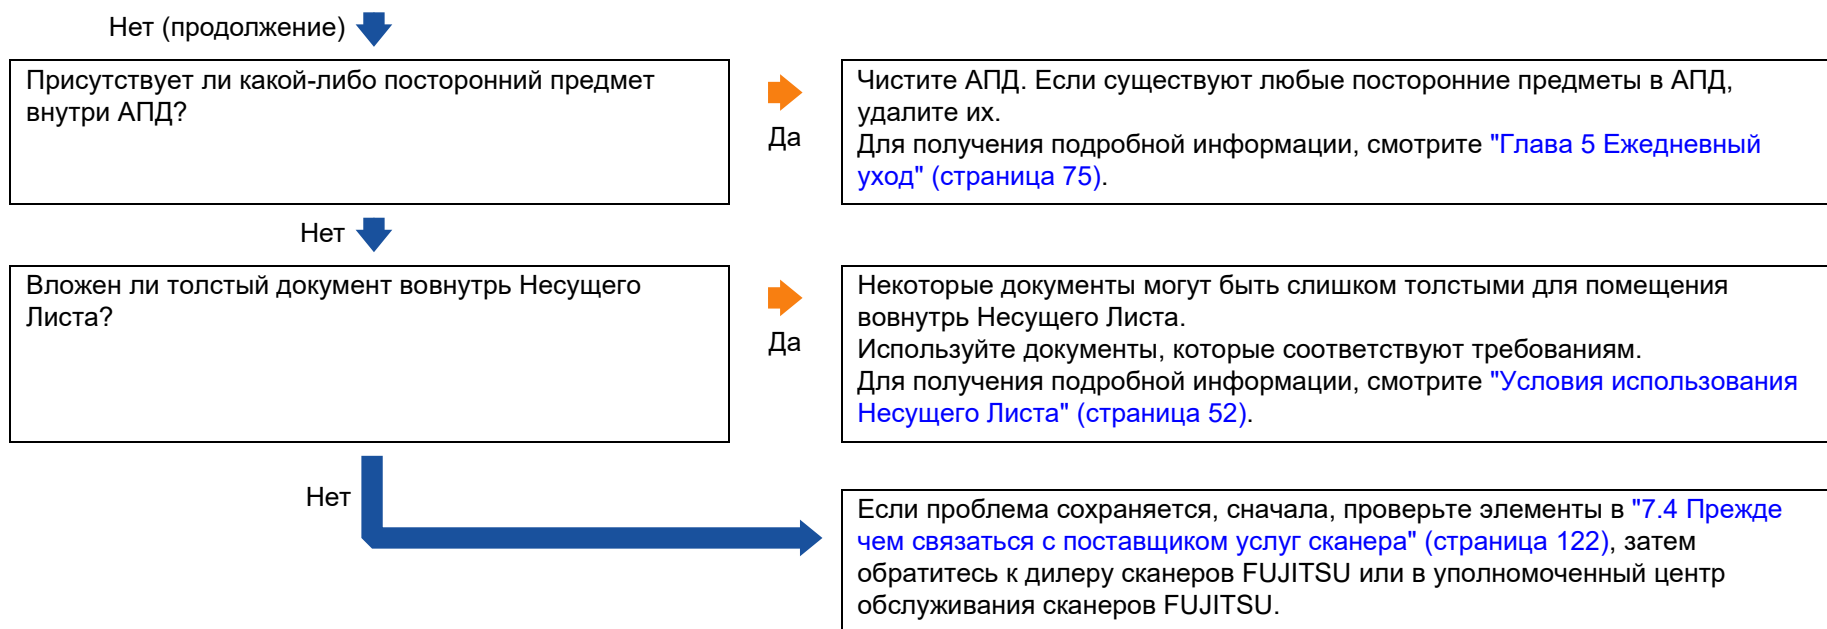 Нет (продолжение)
Присутствует ли какой-либо посторонний предмет
внутри АПД?
Да
Чистите АПД. Если существуют любые посторонние предметы в АПД,
удалите их.
Для получения подробной информации, смотрите "Глава 5 Ежедневный
уход" (страница 75).
Нет
Вложен ли толстый документ вовнутрь Несущего
Листа?
Да
Некоторые документы могут быть слишком толстыми для помещения
вовнутрь Несущего Листа.
Используйте документы, которые соответствуют требованиям.
Для получения подробной информации, смотрите "Условия использования
Несущего Листа" (страница 52).
Нет
Если проблема сохраняется, сначала, проверьте элементы в "7.4 Прежде
чем связаться с поставщиком услуг сканера" (страница 122), затем
обратитесь к дилеру сканеров FUJITSU или в уполномоченный центр
обслуживания сканеров FUJITSU.